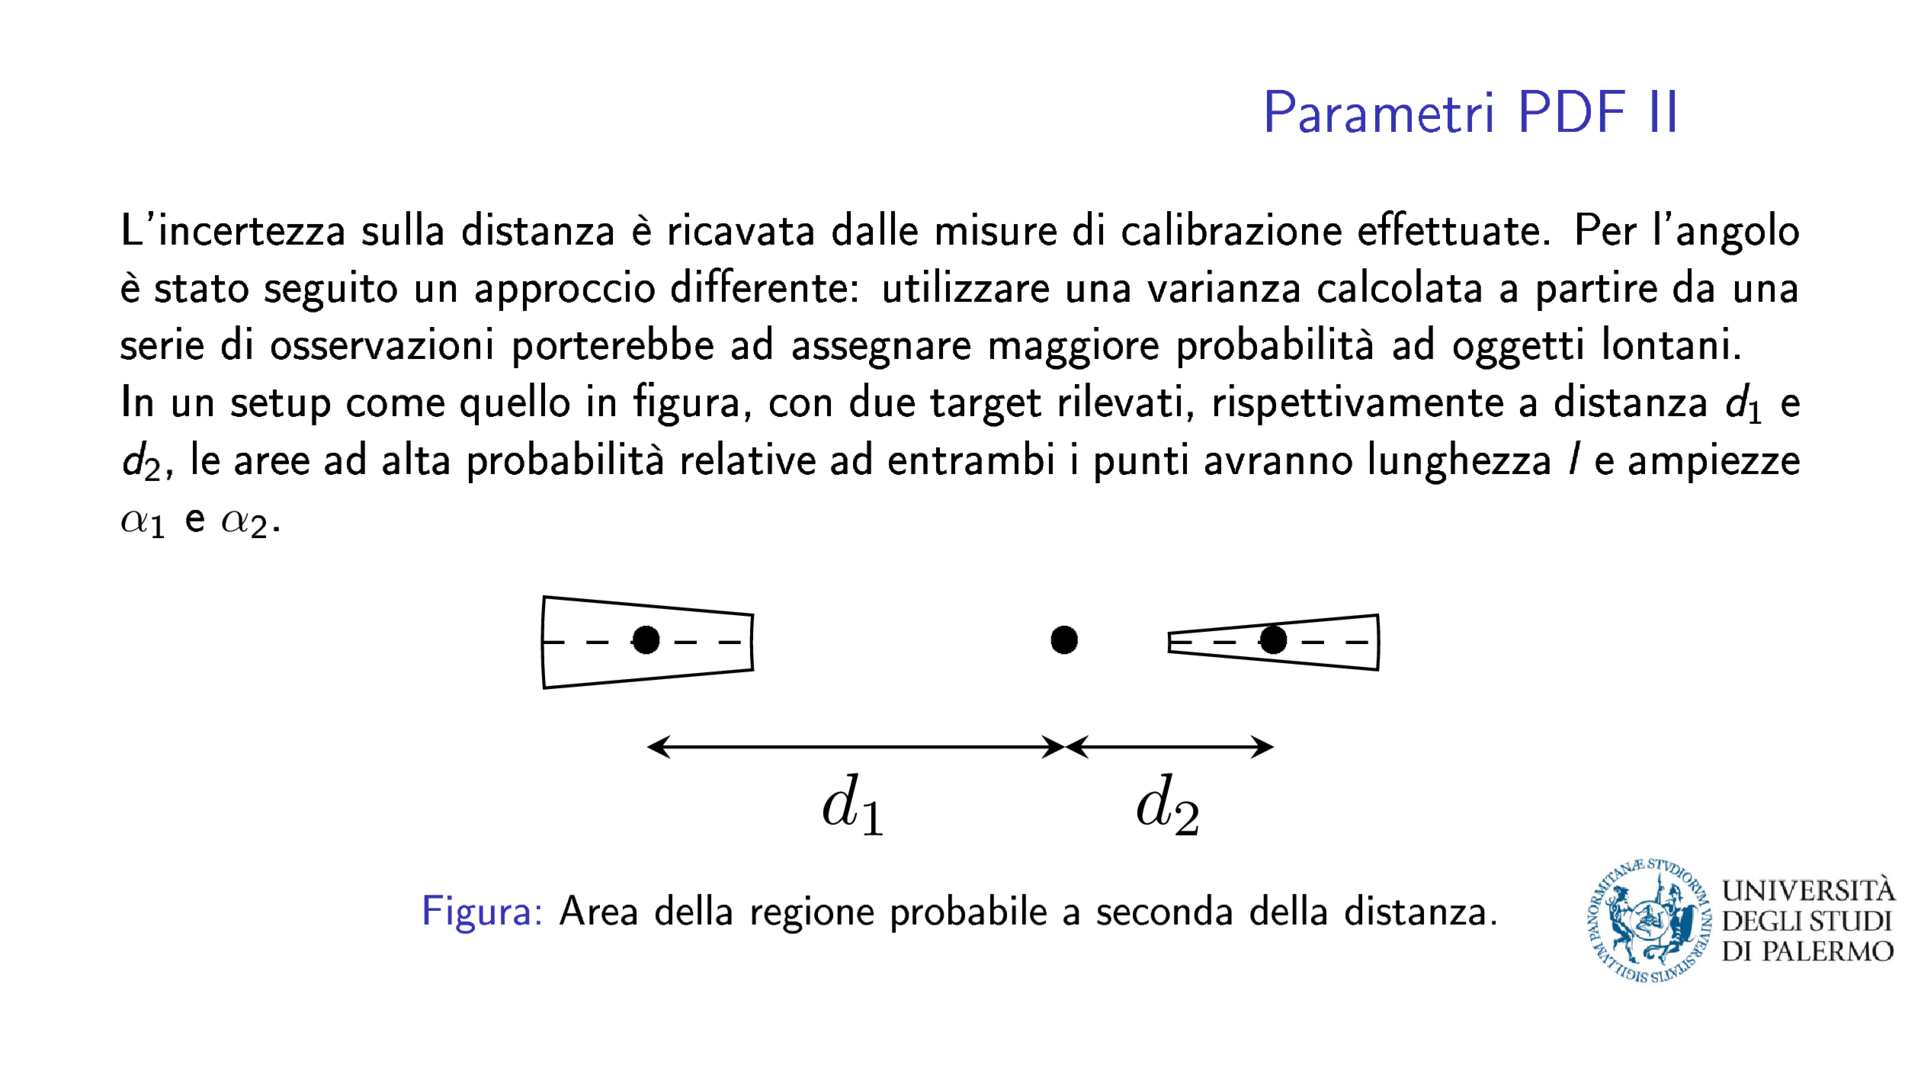 Parametri PDF II
L'incertezza sulla distanza è ricavata dalle misure di calibrazione effettuate. Per l'angolo
è stato seguito un approccio differente: utilizzare una varianza calcolata a partire da una
serie di osservazioni porterebbe ad assegnare maggiore probabilità ad oggetti lontani.
In un setup come quello in figura, con due target rilevati, rispettivamente a distanza d₁ e
d₂, le aree ad alta probabilità relative ad entrambi i punti avranno lunghezza l e ampiezze
α₁ e α₂.
d₁ d₂
Figura: Area della regione probabile a seconda della distanza.
SIGILLVM PANORMITANÆ STVDIORVM VNIVERSITATIS
UNIVERSITÀ
DEGLI STUDI
DI PALERMO